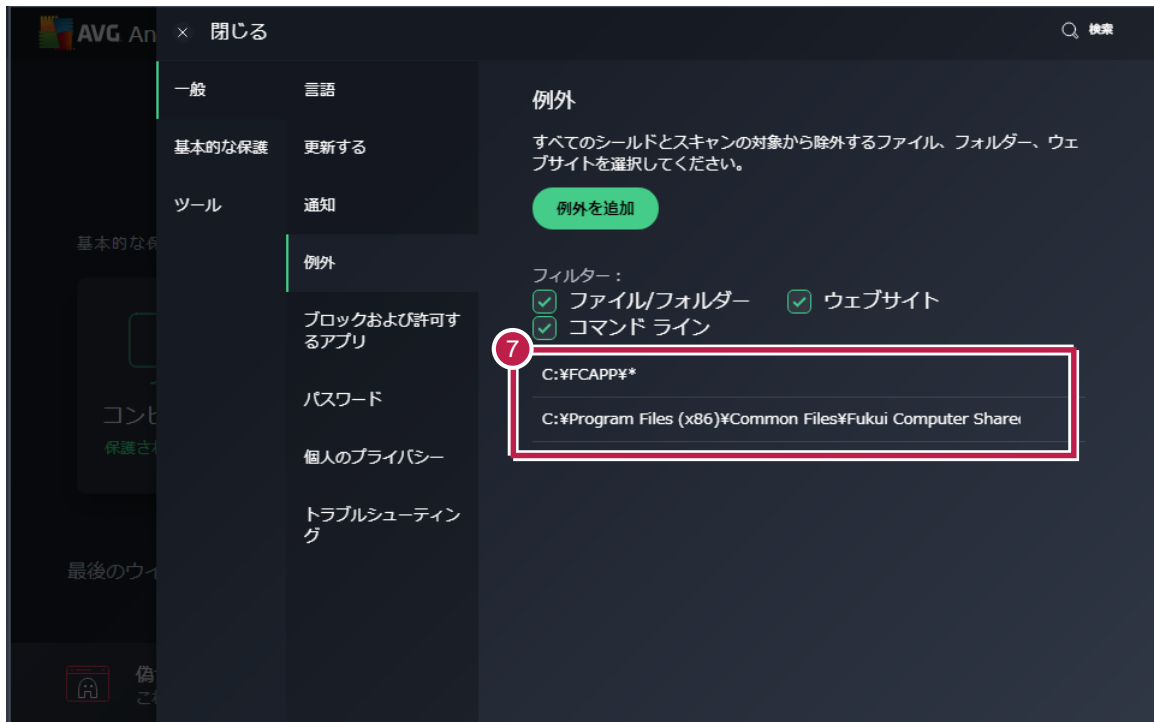 AVG An
× 閉じる
検索
一般
基本的な保護
ツール
言語
更新する
通知
例外
ブロックおよび許可す
るアプリ
パスワード
個人のプライバシー
トラブルシューティン
グ
例外
すべてのシールドとスキャンの対象から除外するファイル、フォルダー、ウェ
ブサイトを選択してください。
例外を追加
フィルター：
ファイル/フォルダー
ウェブサイト
コマンド ライン
7
C:¥FCAPP¥*
C:¥Program Files (x86)¥Common Files¥Fukui Computer Share
基本的な保
コンピ
保護さ
最後のウイ
偽
これ